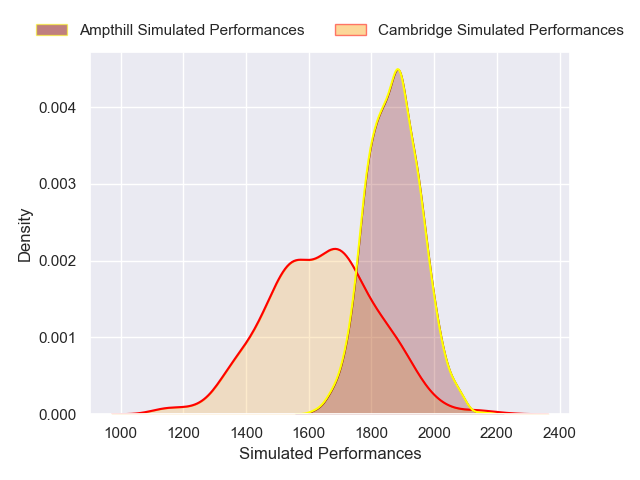 Ampthill Simulated Performances Cambridge Simulated Performances
0.004
0.003
0.002
0.001
0.000
Density
1000 1200 1400 1600 1800 2000 2200 2400
Simulated Performances